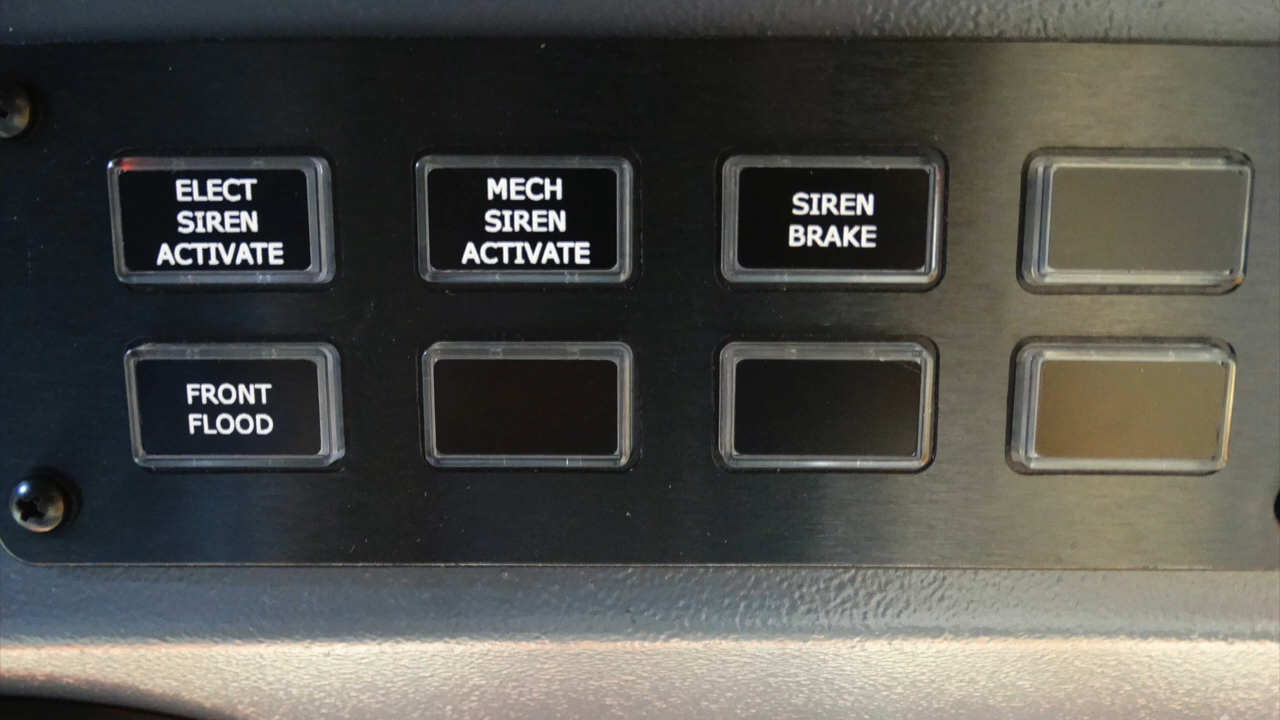 ELECT
SIREN
ACTIVATE
MECH
SIREN
ACTIVATE
SIREN
BRAKE
FRONT
FLOOD